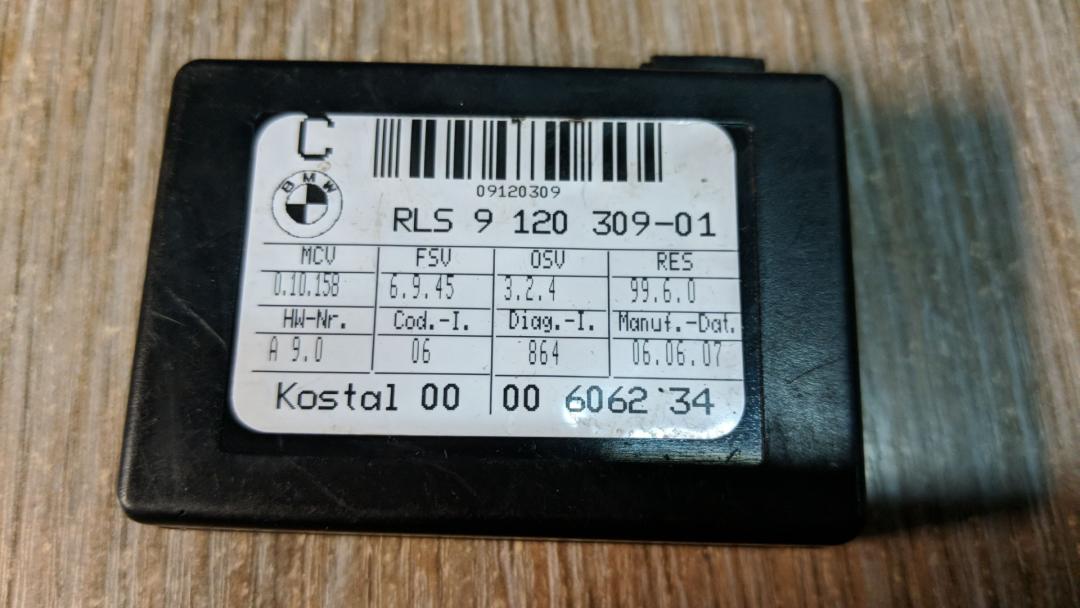 C
BMW
09120309
RLS 9 120 309-01
MCV FSV OSV RES
0.10.158 6.9.45 3.2.4 99.6.0
HW-Nr. Cod.-I. Diag.-I. Manuf.-Dat.
A 9.0 06 864 06.06.07
Kostal 00 00 6062 34